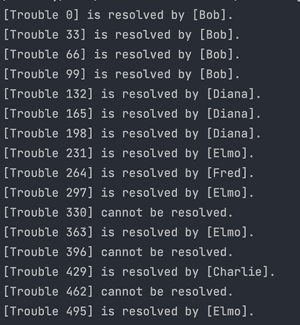 [Trouble 0] is resolved by [Bob].
[Trouble 33] is resolved by [Bob].
[Trouble 66] is resolved by [Bob].
[Trouble 99] is resolved by [Bob].
[Trouble 132] is resolved by [Diana].
[Trouble 165] is resolved by [Diana].
[Trouble 198] is resolved by [Diana].
[Trouble 231] is resolved by [Elmo].
[Trouble 264] is resolved by [Fred].
[Trouble 297] is resolved by [Elmo].
[Trouble 330] cannot be resolved.
[Trouble 363] is resolved by [Elmo].
[Trouble 396] cannot be resolved.
[Trouble 429] is resolved by [Charlie].
[Trouble 462] cannot be resolved.
[Trouble 495] is resolved by [Elmo].